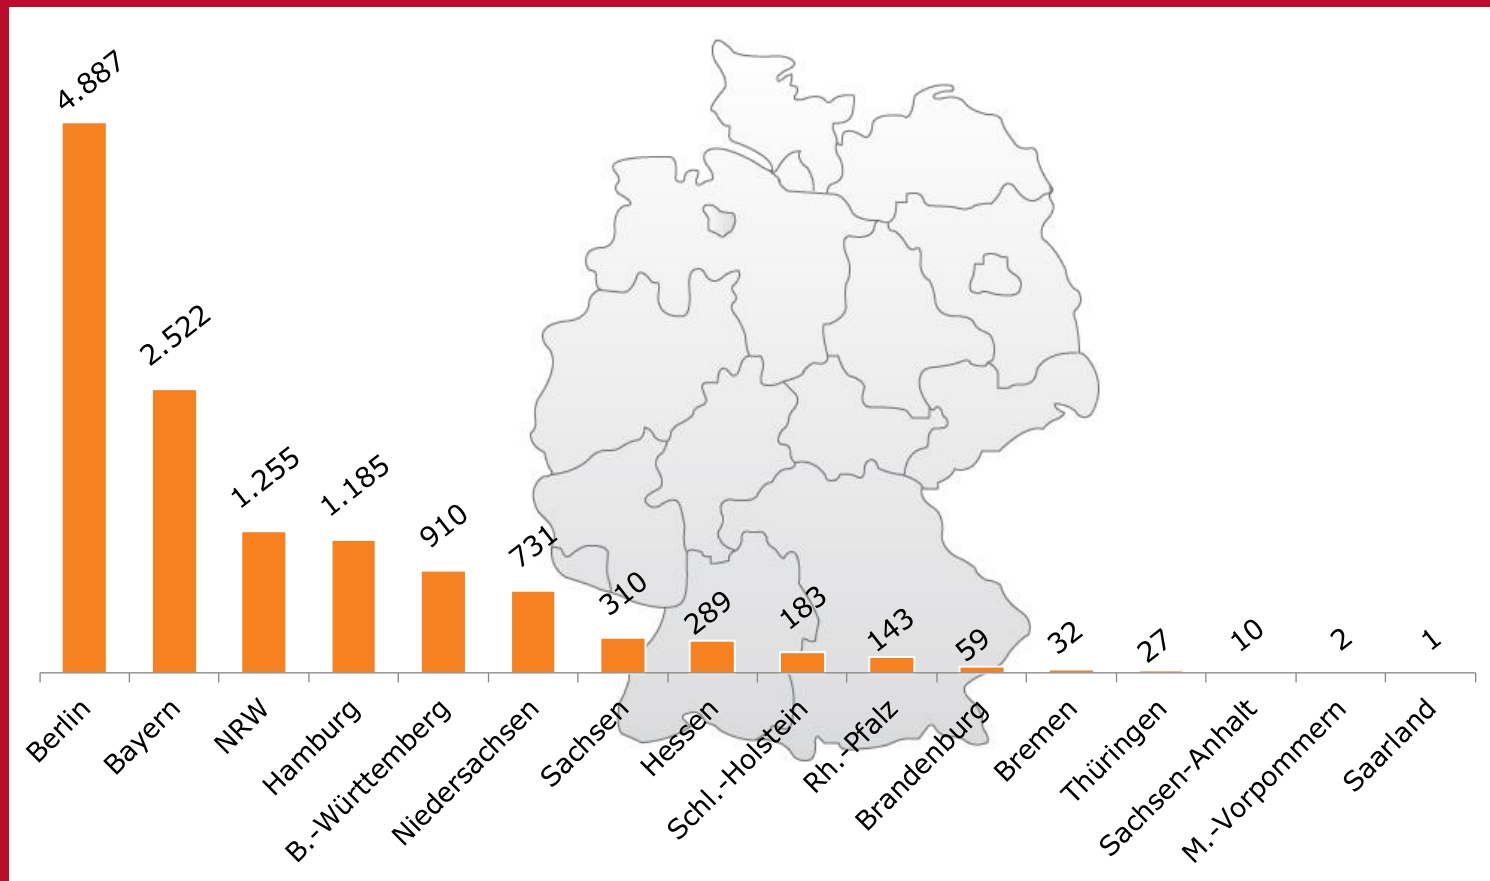 4.887
2.522
1.255
1.185
910
731
310
289
183
143
59
32
27
10
2
1
Berlin
Bayern
NRW
Hamburg
B.-Württemberg
Niedersachsen
Sachsen
Hessen
Schl.-Holstein
Rh.-Pfalz
Brandenburg
Bremen
Thüringen
Sachsen-Anhalt
M.-Vorpommern
Saarland